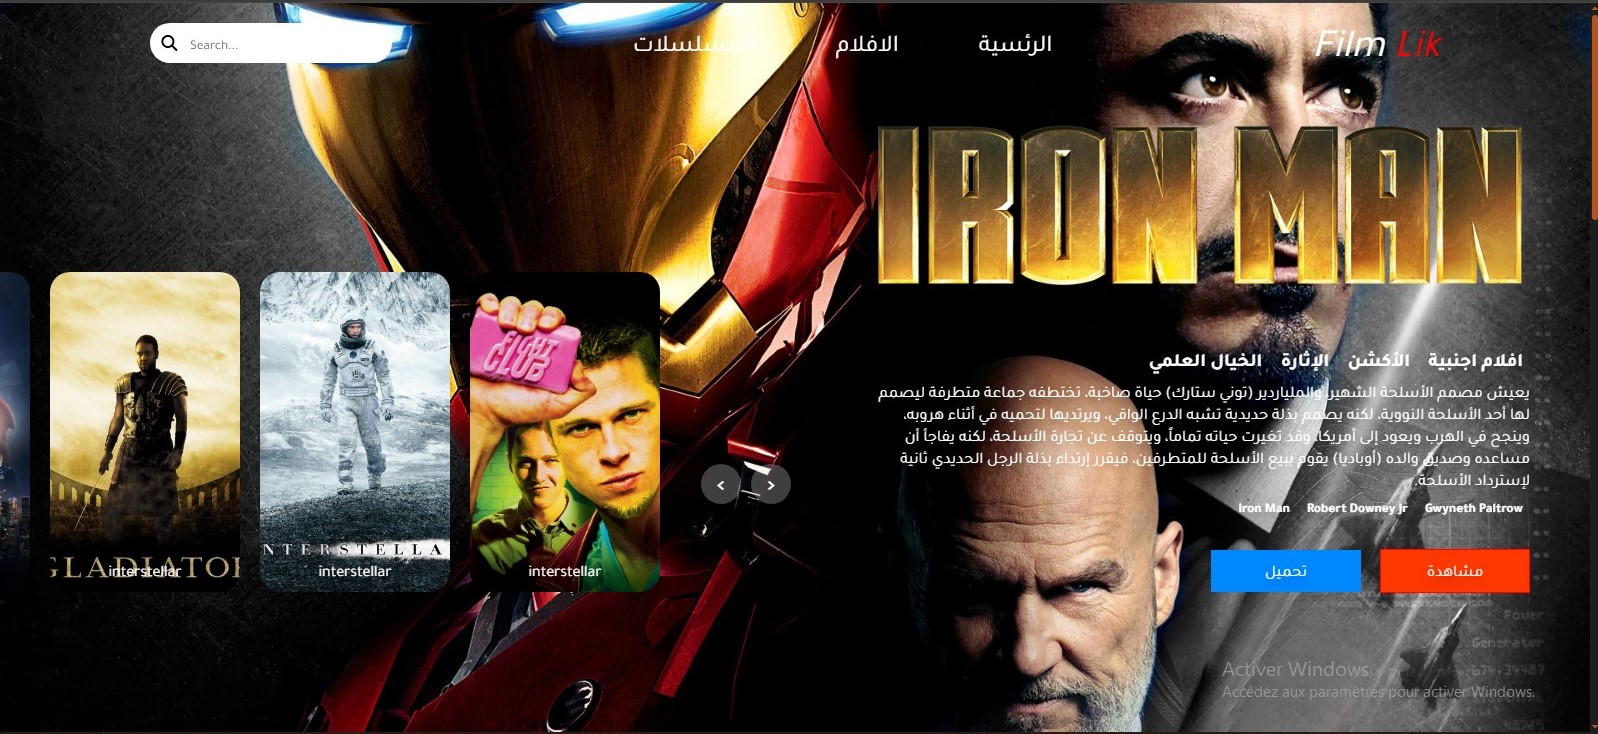 Film Lik
الرئسية
الافلام
المسلسلات
Search...
IRON MAN
افلام اجنبية الأكشن الإثارة الخيال العلمي
يعيش مصمم الأسلحة الشهير والملياردير (توني ستارك) حياة صاخبة، تختطفه جماعة متطرفة ليصمم
لها أحد الأسلحة النووية، لكنه يصمم بذلة حديدية تشبه الدرع الواقي، ويرتديها لتحميه في أثناء هروبه،
وينجح في الهرب ويعود إلى أمريكا، وقد تغيرت حياته تماماً، ويتوقف عن تجارة الأسلحة، لكنه يفاجأ أن
مساعده وصديق والده (أوباديا) يقوم ببيع الأسلحة للمتطرفين، فيقرر إرتداء بذلة الرجل الحديدي ثانية
لإسترداد الأسلحة.
Iron Man Robert Downey Jr Gwyneth Paltrow
مشاهدة
تحميل
FIGHT
CLUB
interstellar
NTERSTELLA
interstellar
GLADIATOR
interstellar
Power
Generator
Activer Windows
Accédez aux paramètres pour activer Windows.